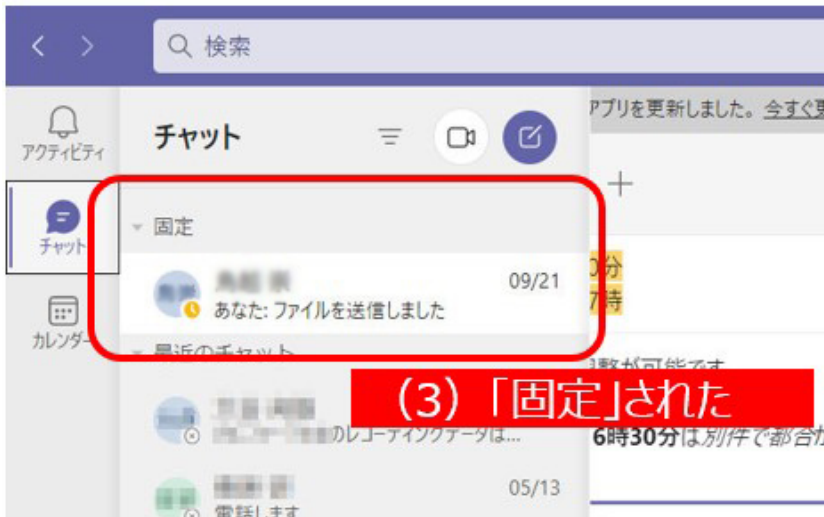 検索
アプリを更新しました。今すぐ更
アクティビティ
チャット
チャット
カレンダー
固定
09/21
あなた: ファイルを送信しました
最近のチャット
(3)「固定」された
のレコーディングデータは...
05/13
電話します
0分
7時
調整が可能です
6時30分は別件で都合が